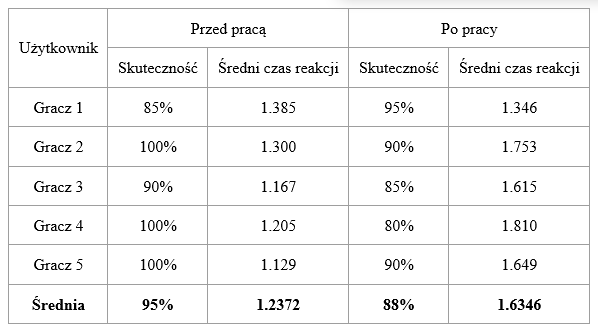 Użytkownik Przed pracą Po pracy
Skuteczność Średni czas reakcji Skuteczność Średni czas reakcji
Gracz 1 85% 1.385 95% 1.346
Gracz 2 100% 1.300 90% 1.753
Gracz 3 90% 1.167 85% 1.615
Gracz 4 100% 1.205 80% 1.810
Gracz 5 100% 1.129 90% 1.649
Średnia 95% 1.2372 88% 1.6346